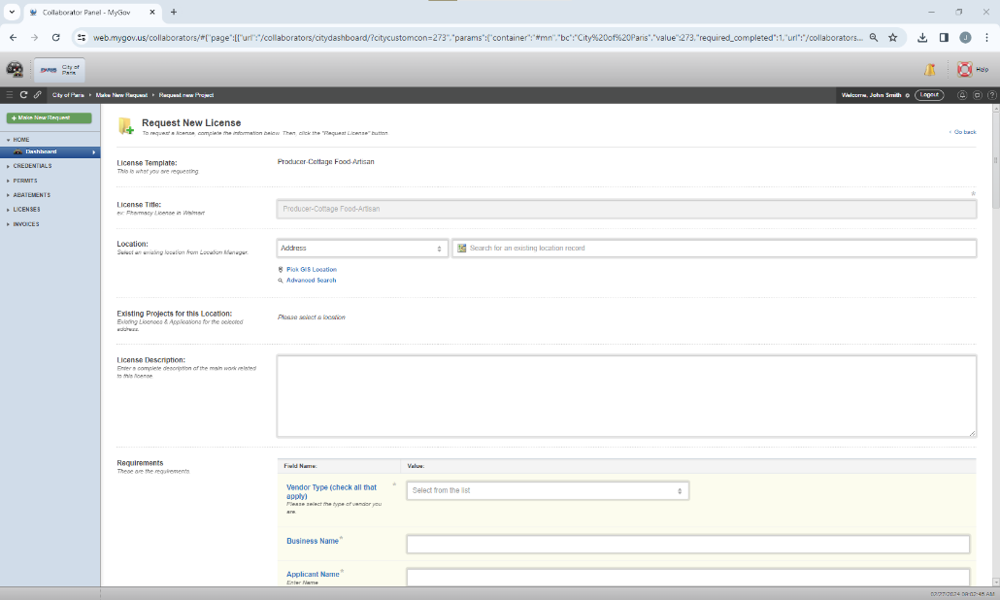 Collaborator Panel - MyGov
web.mygov.us/collaborators/#{"page":[{"url":"/collaborators/citydashboard/?citycustomcon=273","params":{"container":"#mn","bc":"City%20of%20Paris","value":273,"required_completed":1,"url":"/collaborators...
J
PARIS
City of
Paris
Help
City of Paris
Make New Request
Request new Project
Welcome, John Smith
Logout
+ Make New Request
HOME
Dashboard
CREDENTIALS
PERMITS
ABATEMENTS
LICENSES
INVOICES
Request New License
To request a license, complete the information below. Then, click the "Request License" button.
Go back
License Template:
This is what you are requesting.
Producer-Cottage Food-Artisan
License Title:
ex: Pharmacy License in Walmart
Producer-Cottage Food-Artisan
Location:
Select an existing location from Location Manager.
Address
Search for an existing location record
Pick GIS Location
Advanced Search
Existing Projects for this Location:
Existing Licenses & Applications for the selected
address.
Please select a location
License Description:
Enter a complete description of the main work related
to this license.
Requirements
These are the requirements.
Field Name:
Value:
Vendor Type (check all that
apply)
*
Please select the type of vendor you
are.
Select from the list
Business Name*
Applicant Name*
Enter Name
02/27/2024 09:02:45 AM